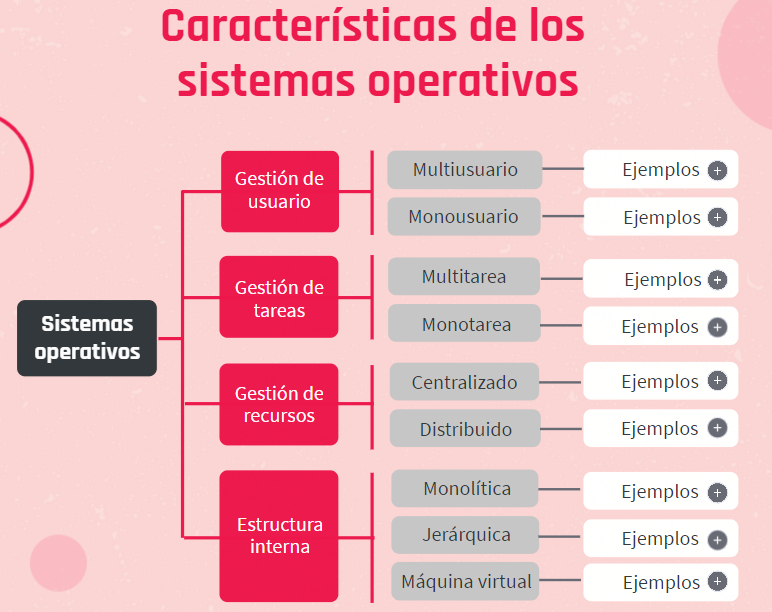 Características de los
sistemas operativos
Sistemas
operativos
Gestión de
usuario
Multiusuario
Ejemplos +
Monousuario
Ejemplos +
Gestión de
tareas
Multitarea
Ejemplos +
Monotarea
Ejemplos +
Gestión de
recursos
Centralizado
Ejemplos +
Distribuido
Ejemplos +
Estructura
interna
Monolítica
Ejemplos +
Jerárquica
Ejemplos +
Máquina virtual
Ejemplos +